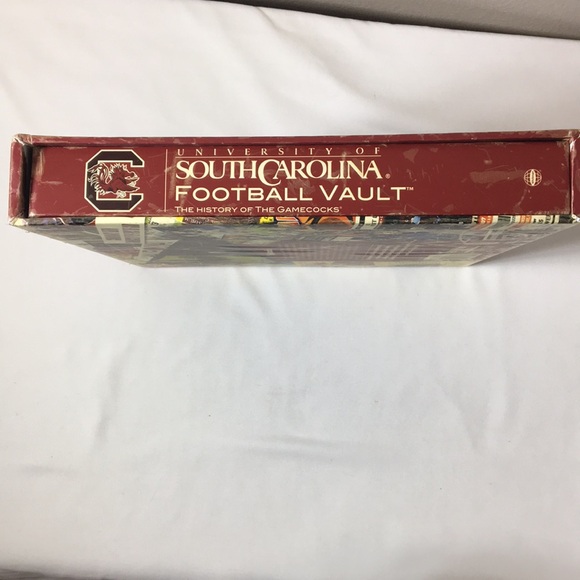 UNIVERSITY OF
SOUTH CAROLINA®
FOOTBALL VAULT™
THE HISTORY OF THE GAMECOCKS®